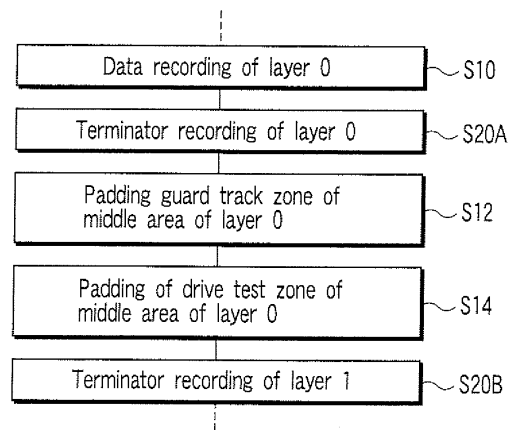 Data recording of layer 0
S10
Terminator recording of layer 0
S20A
Padding guard track zone of
middle area of layer 0
S12
Padding of drive test zone of
middle area of layer 0
S14
Terminator recording of layer 1
S20B